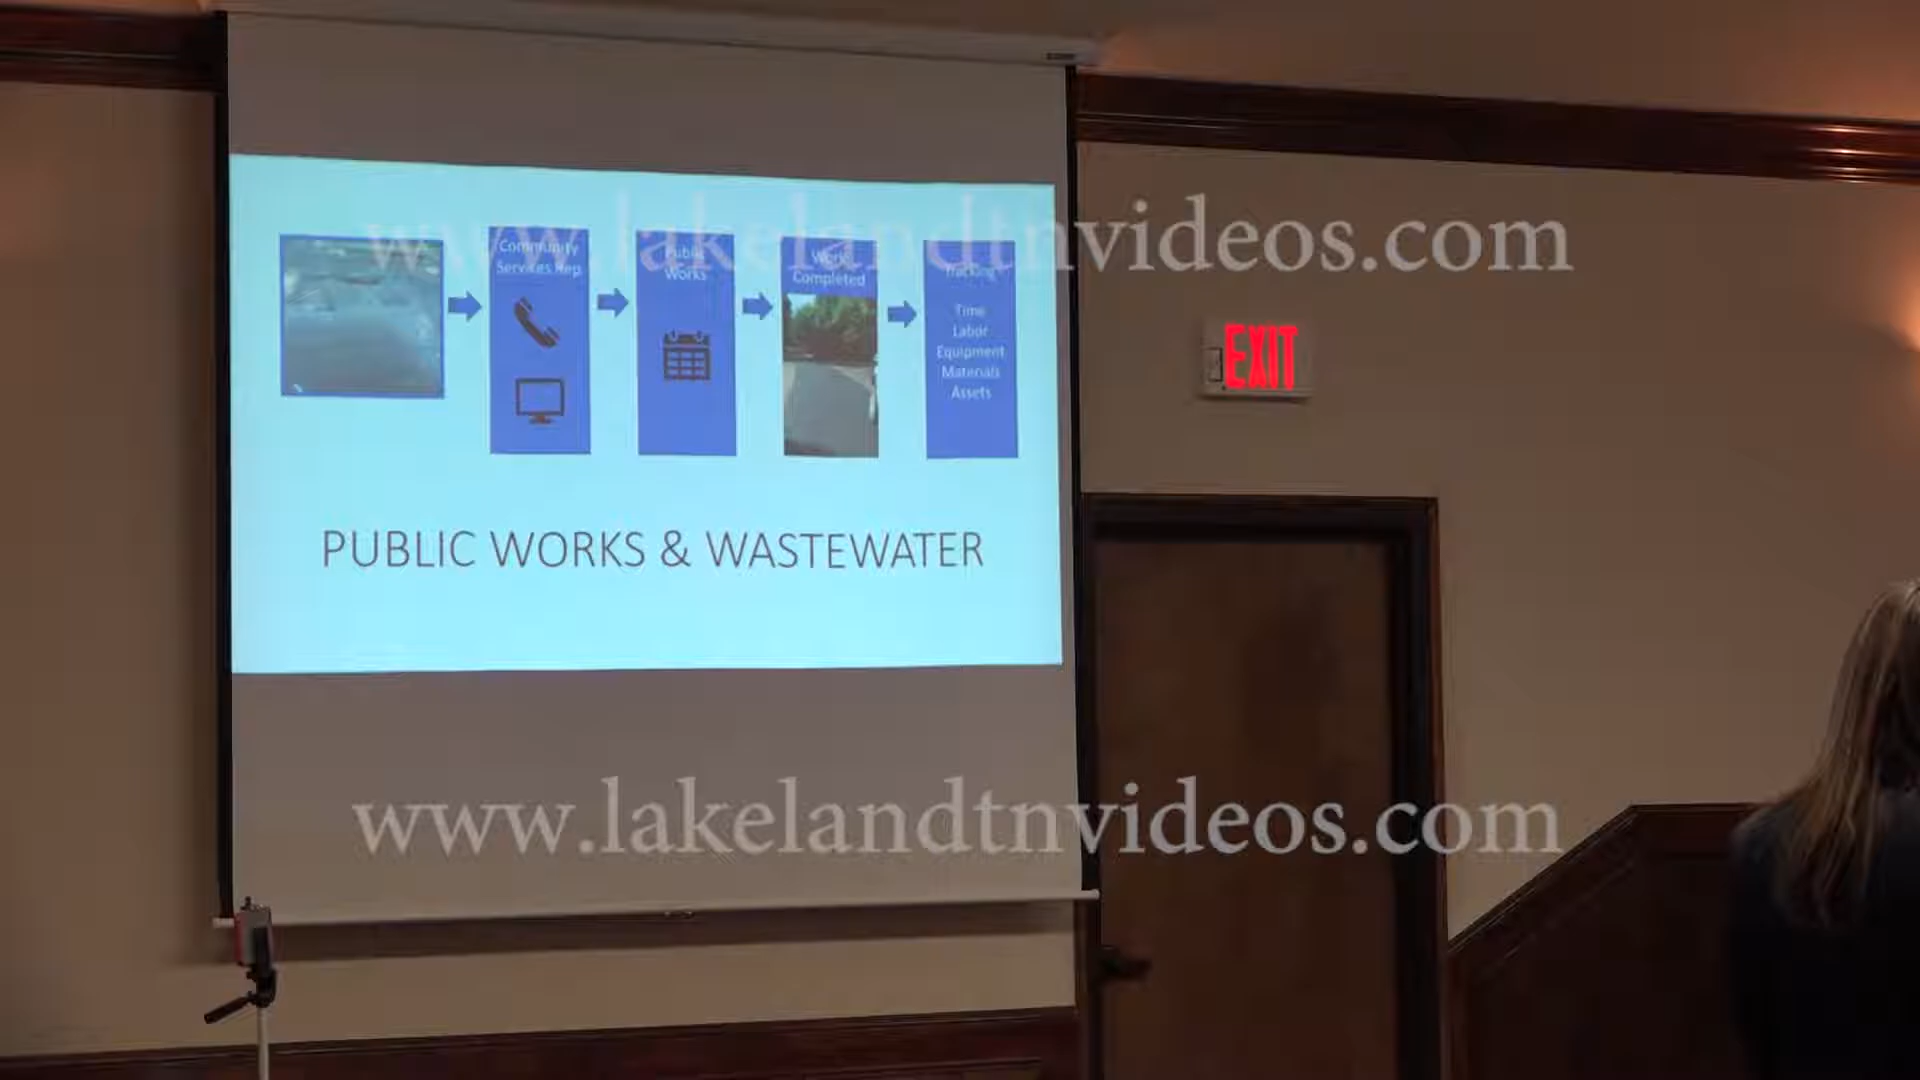 www.lakelandtnvideos.com
Community
Services Rep
Public
Works
Work
Completed
Tracking
Time
Labor
Equipment
Materials
Assets
EXIT
PUBLIC WORKS & WASTEWATER
www.lakelandtnvideos.com